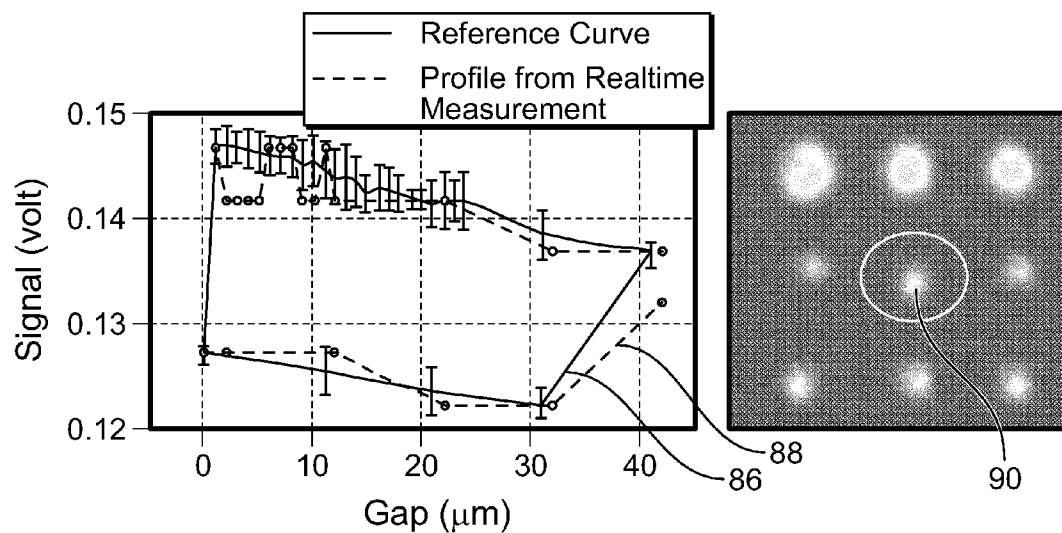 Reference Curve
Profile from Realtime
Measurement
0.15
0.14
0.13
0.12
Signal (volt)
0
10
20
30
40
Gap (μm)
88
86
90